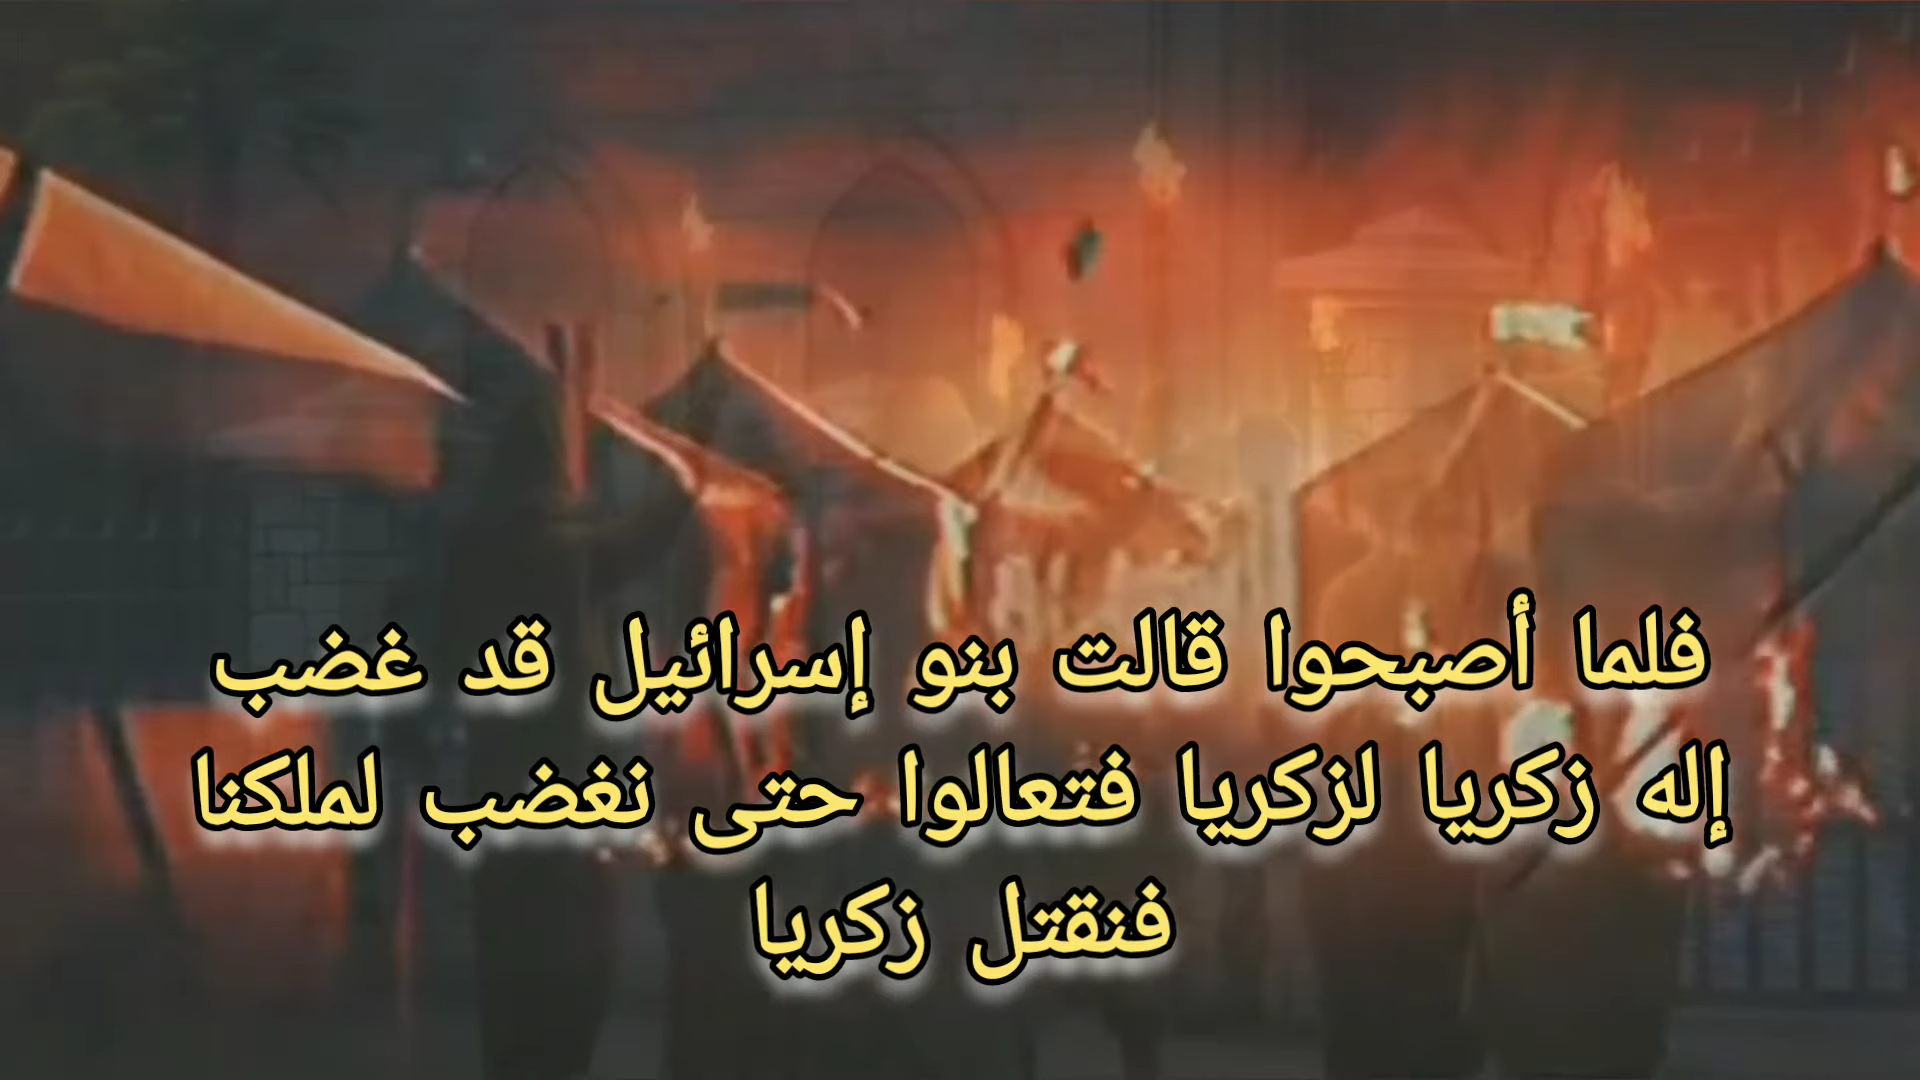 فلما أصبحوا قالت بنو إسرائيل قد غضب
إله زكريا لزكريا فتعالوا حتى نغضب لملكنا
فنقتل زكريا